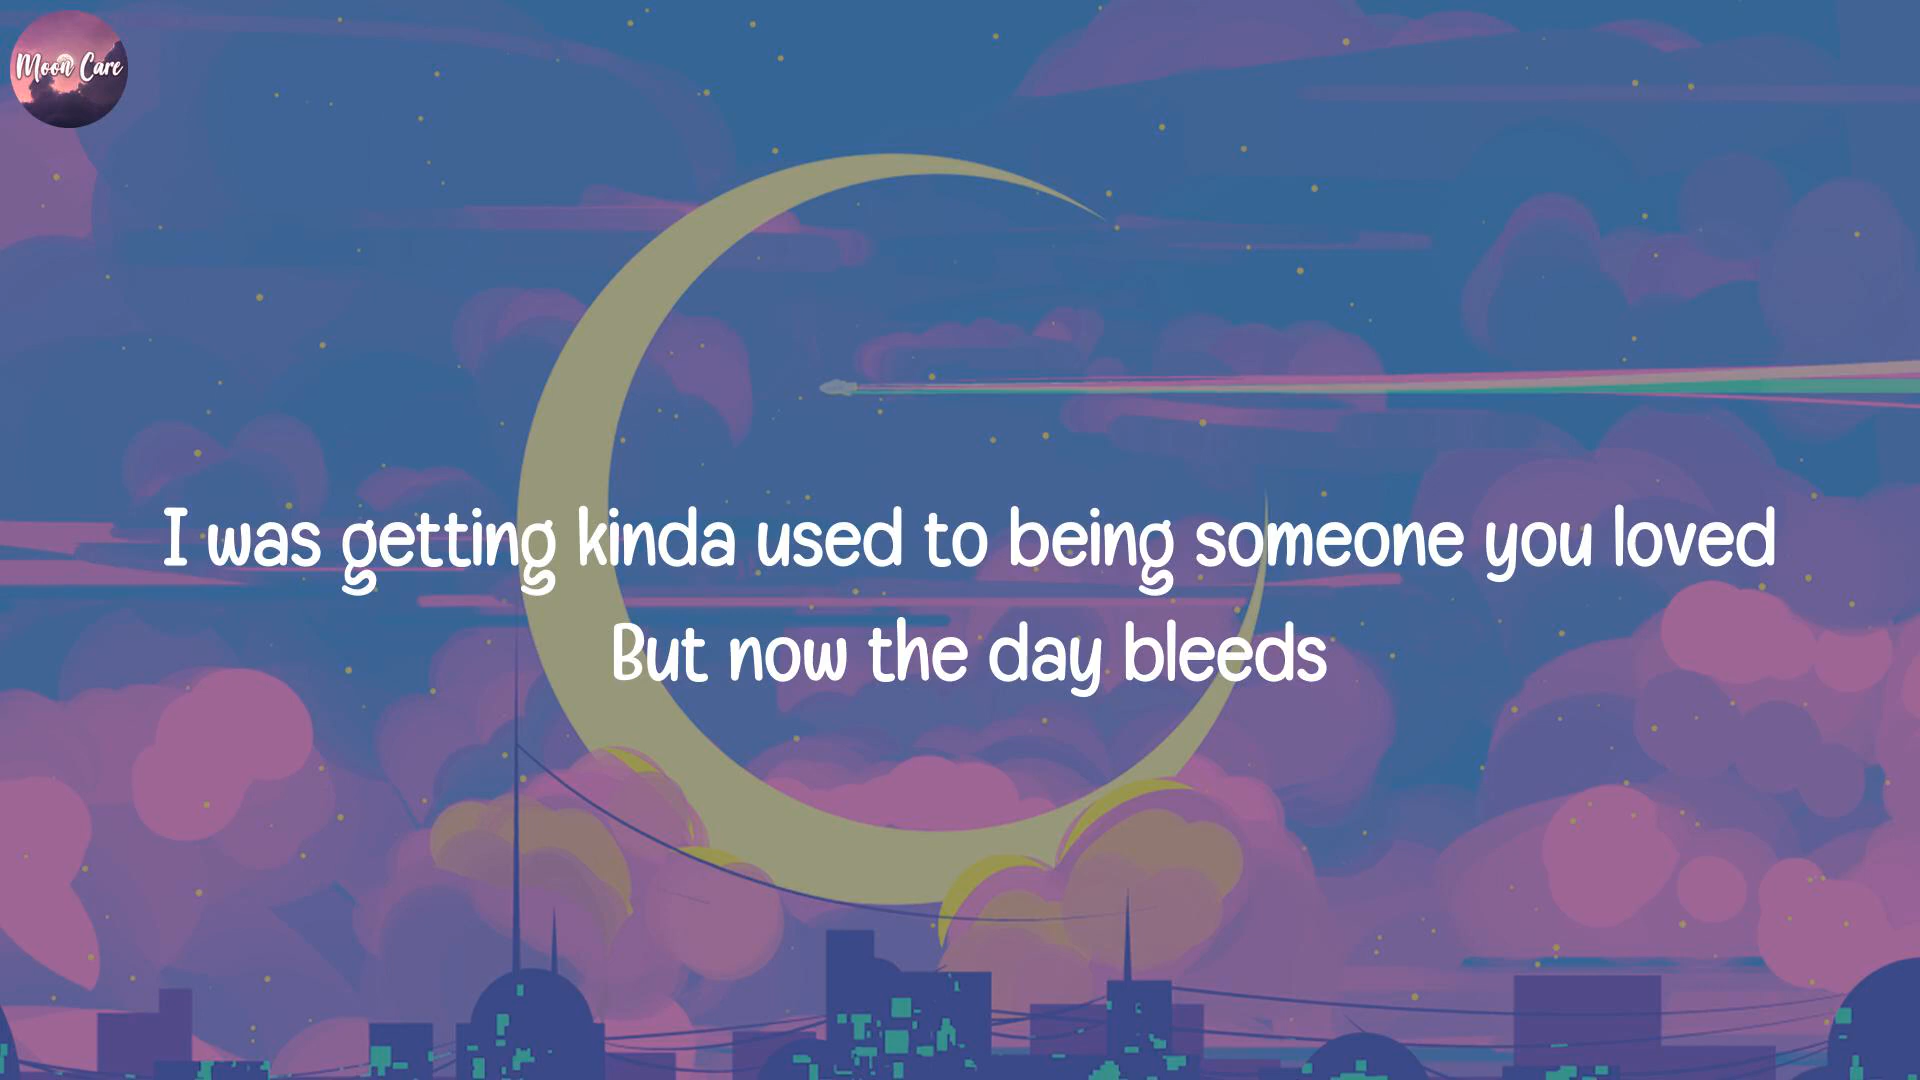 Moon Care
I was getting kinda used to being someone you loved
But now the day bleeds